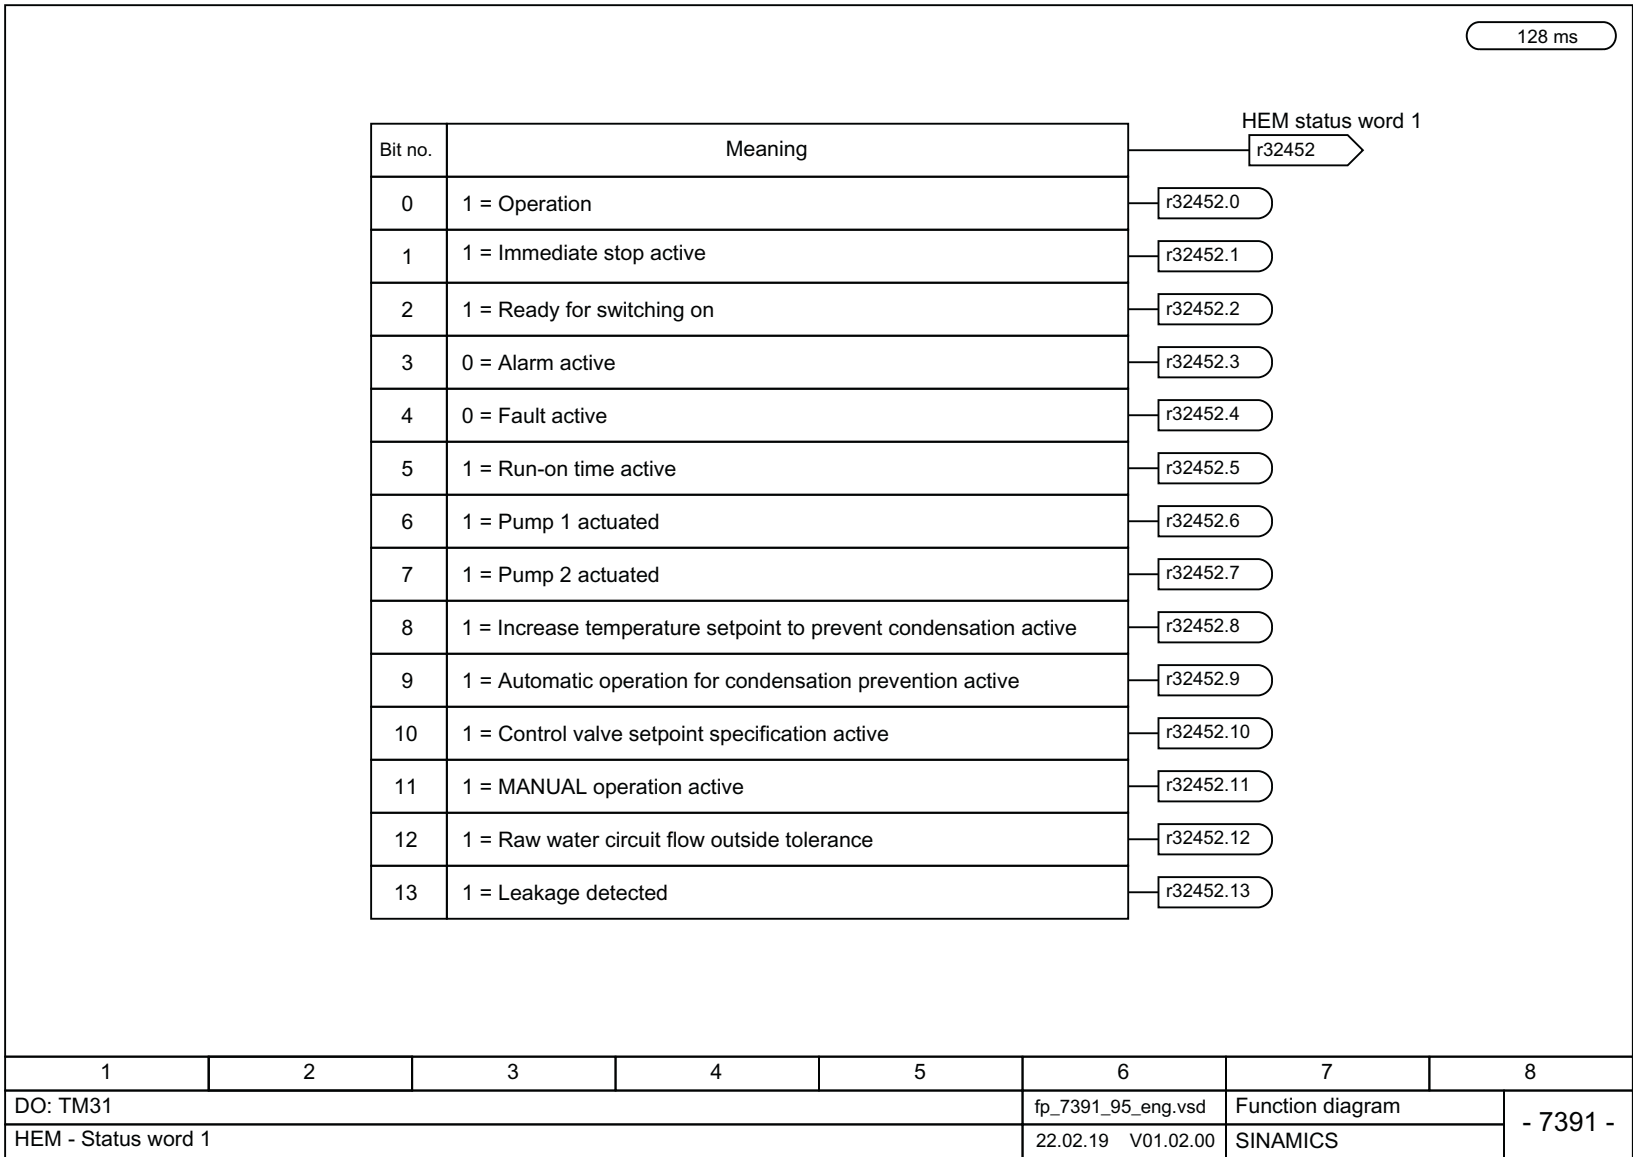 128 ms
HEM status word 1
Bit no. Meaning r32452
0 1 = Operation r32452.0
1 1 = Immediate stop active r32452.1
2 1 = Ready for switching on r32452.2
3 0 = Alarm active r32452.3
4 0 = Fault active r32452.4
5 1 = Run-on time active r32452.5
6 1 = Pump 1 actuated r32452.6
7 1 = Pump 2 actuated r32452.7
8 1 = Increase temperature setpoint to prevent condensation active r32452.8
9 1 = Automatic operation for condensation prevention active r32452.9
10 1 = Control valve setpoint specification active r32452.10
11 1 = MANUAL operation active r32452.11
12 1 = Raw water circuit flow outside tolerance r32452.12
13 1 = Leakage detected r32452.13
1 2 3 4 5 6 7 8
DO: TM31 fp_7391_95_eng.vsd Function diagram - 7391 -
HEM - Status word 1 22.02.19 V01.02.00 SINAMICS